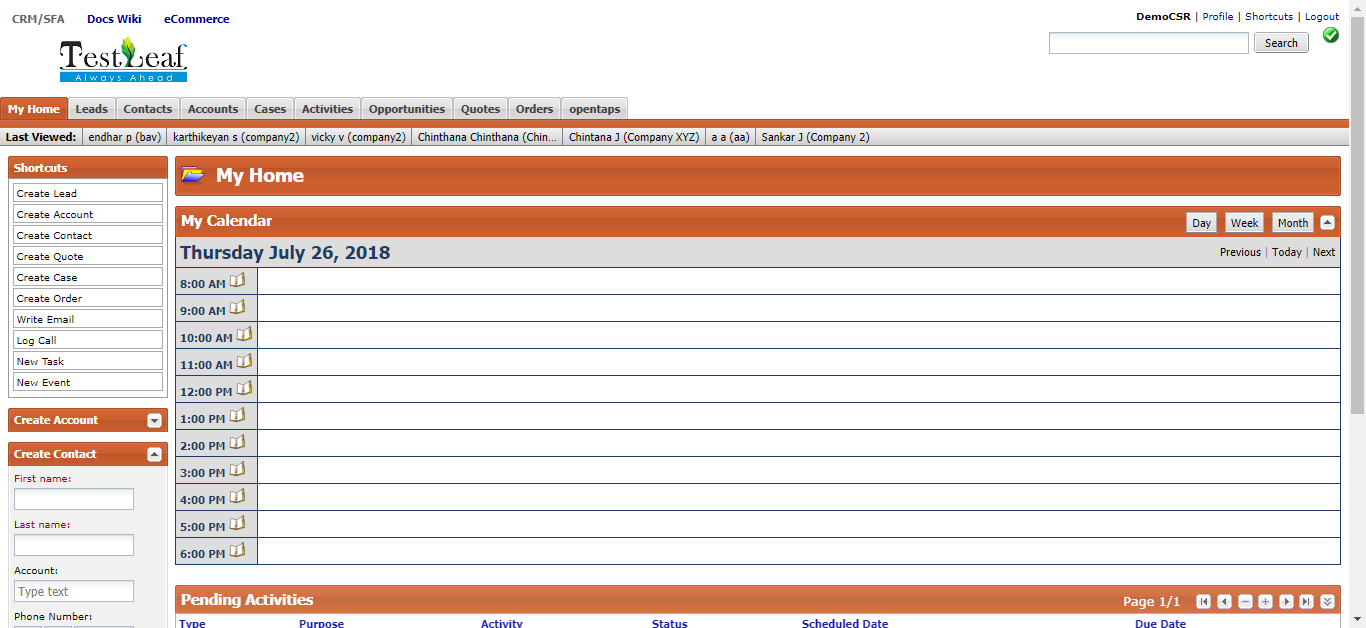 CRM/SFA Docs Wiki eCommerce
DemoCSR | Profile | Shortcuts | Logout
Search
TestLeaf
Always Ahead
My Home Leads Contacts Accounts Cases Activities Opportunities Quotes Orders opentaps
Last Viewed: endhar p (bav) karthikeyan s (company2) vicky v (company2) Chinthana Chinthana (Chin... Chintana J (Company XYZ) a a (aa) Sankar J (Company 2)
Shortcuts
Create Lead
Create Account
Create Contact
Create Quote
Create Case
Create Order
Write Email
Log Call
New Task
New Event
Create Account
Create Contact
First name:
Last name:
Account:
Type text
Phone Number:
My Home
My Calendar Day Week Month
Thursday July 26, 2018 Previous | Today | Next
8:00 AM
9:00 AM
10:00 AM
11:00 AM
12:00 PM
1:00 PM
2:00 PM
3:00 PM
4:00 PM
5:00 PM
6:00 PM
Pending Activities Page 1/1
Type Purpose Activity Status Scheduled Date Due Date